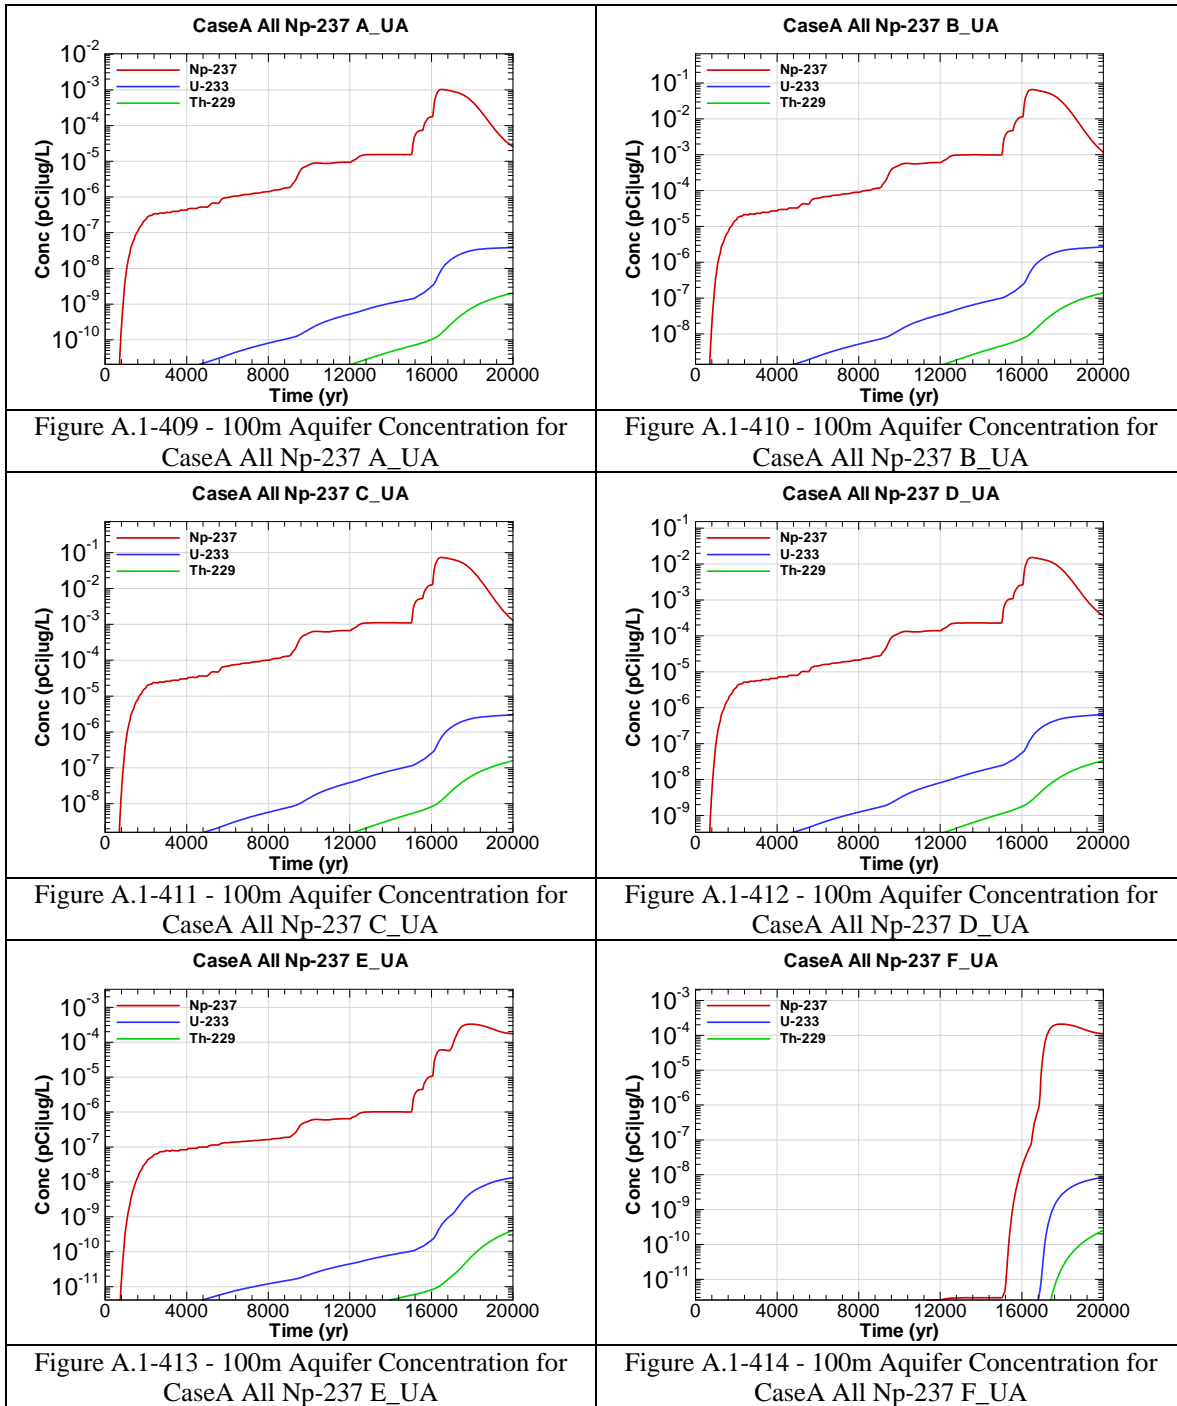 CaseA All Np-237 A_UA
Conc (pCi|ug/L)
10-2
10-3
10-4
10-5
10-6
10-7
10-8
10-9
10-10
Np-237
U-233
Th-229
0 4000 8000 12000 16000 20000
Time (yr)
Figure A.1-409 - 100m Aquifer Concentration for
CaseA All Np-237 A_UA
CaseA All Np-237 B_UA
Conc (pCi|ug/L)
10-1
10-2
10-3
10-4
10-5
10-6
10-7
10-8
Np-237
U-233
Th-229
0 4000 8000 12000 16000 20000
Time (yr)
Figure A.1-410 - 100m Aquifer Concentration for
CaseA All Np-237 B_UA
CaseA All Np-237 C_UA
Conc (pCi|ug/L)
10-1
10-2
10-3
10-4
10-5
10-6
10-7
10-8
Np-237
U-233
Th-229
0 4000 8000 12000 16000 20000
Time (yr)
Figure A.1-411 - 100m Aquifer Concentration for
CaseA All Np-237 C_UA
CaseA All Np-237 D_UA
Conc (pCi|ug/L)
10-1
10-2
10-3
10-4
10-5
10-6
10-7
10-8
10-9
Np-237
U-233
Th-229
0 4000 8000 12000 16000 20000
Time (yr)
Figure A.1-412 - 100m Aquifer Concentration for
CaseA All Np-237 D_UA
CaseA All Np-237 E_UA
Conc (pCi|ug/L)
10-3
10-4
10-5
10-6
10-7
10-8
10-9
10-10
10-11
Np-237
U-233
Th-229
0 4000 8000 12000 16000 20000
Time (yr)
Figure A.1-413 - 100m Aquifer Concentration for
CaseA All Np-237 E_UA
CaseA All Np-237 F_UA
Conc (pCi|ug/L)
10-3
10-4
10-5
10-6
10-7
10-8
10-9
10-10
10-11
Np-237
U-233
Th-229
0 4000 8000 12000 16000 20000
Time (yr)
Figure A.1-414 - 100m Aquifer Concentration for
CaseA All Np-237 F_UA